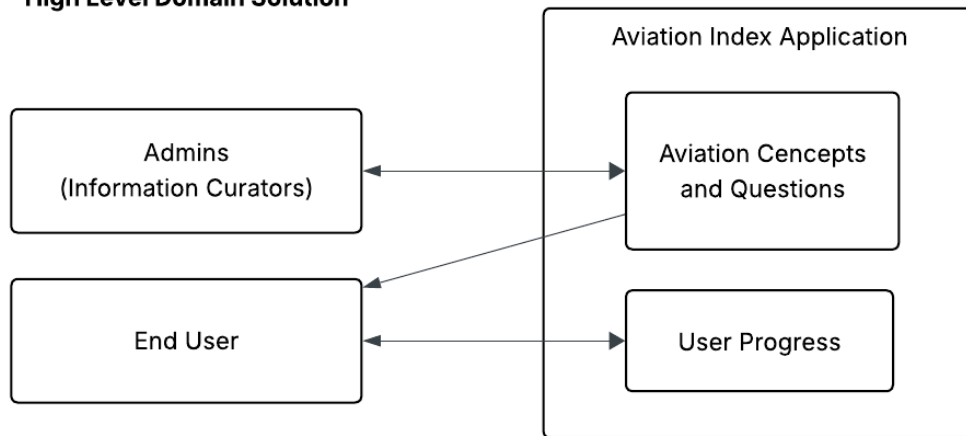 High Level Domain Solution
Aviation Index Application
Admins
(Information Curators)
Aviation Cencepts
and Questions
End User
User Progress